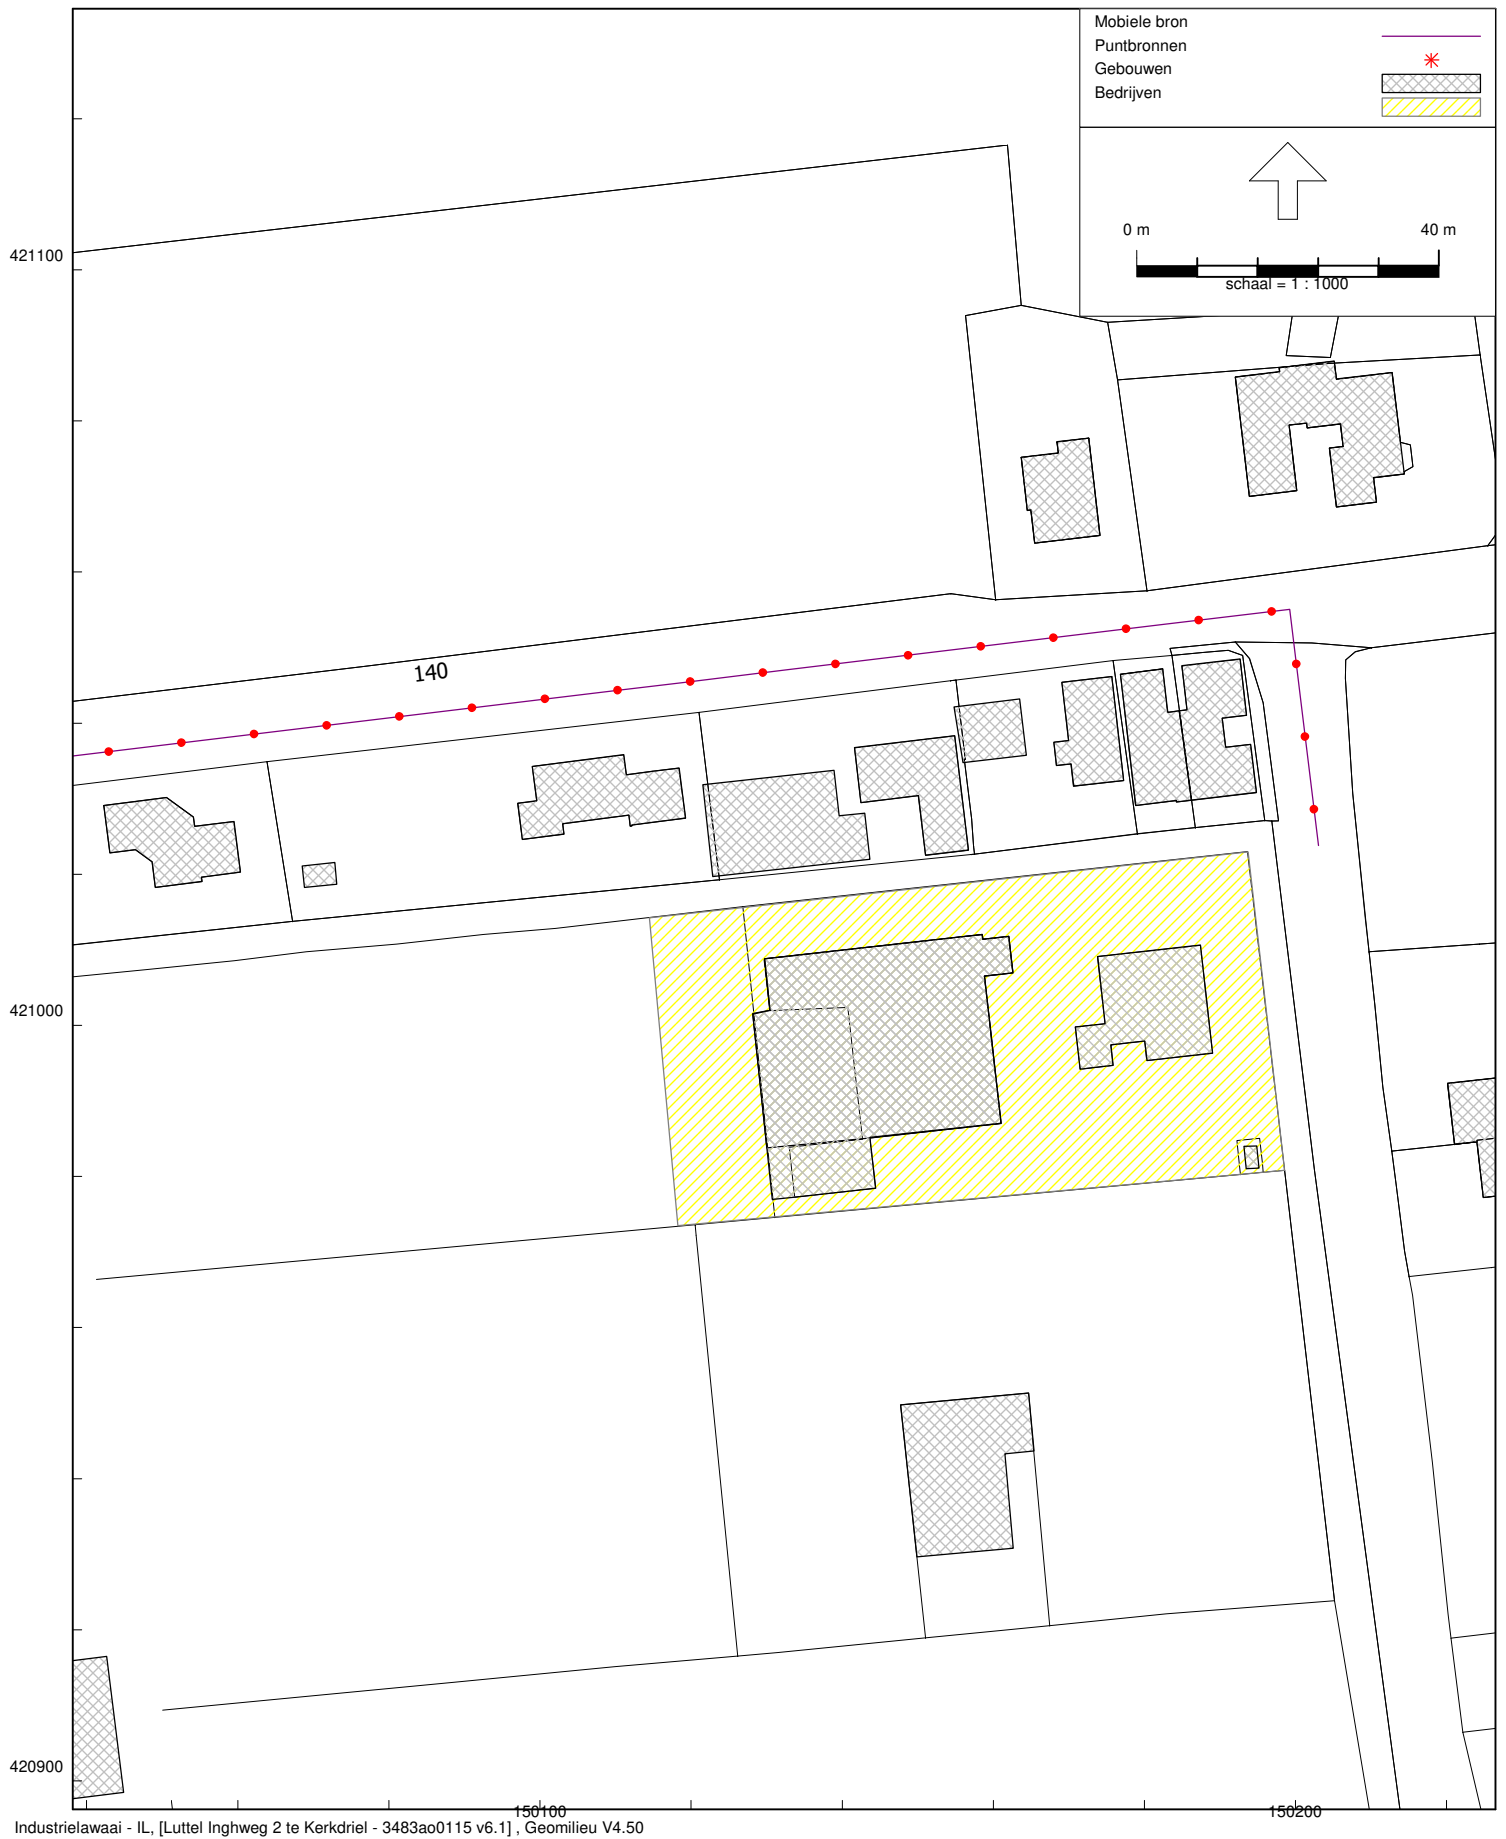 Mobiele bron
Puntbronnen
Gebouwen
Bedrijven
0 m 40 m
schaal = 1 : 1000
421100
140
421000
420900
150100 150200
Industrielawaai - IL, [Luttel Inghweg 2 te Kerkdriel - 3483ao0115 v6.1] , Geomilieu V4.50